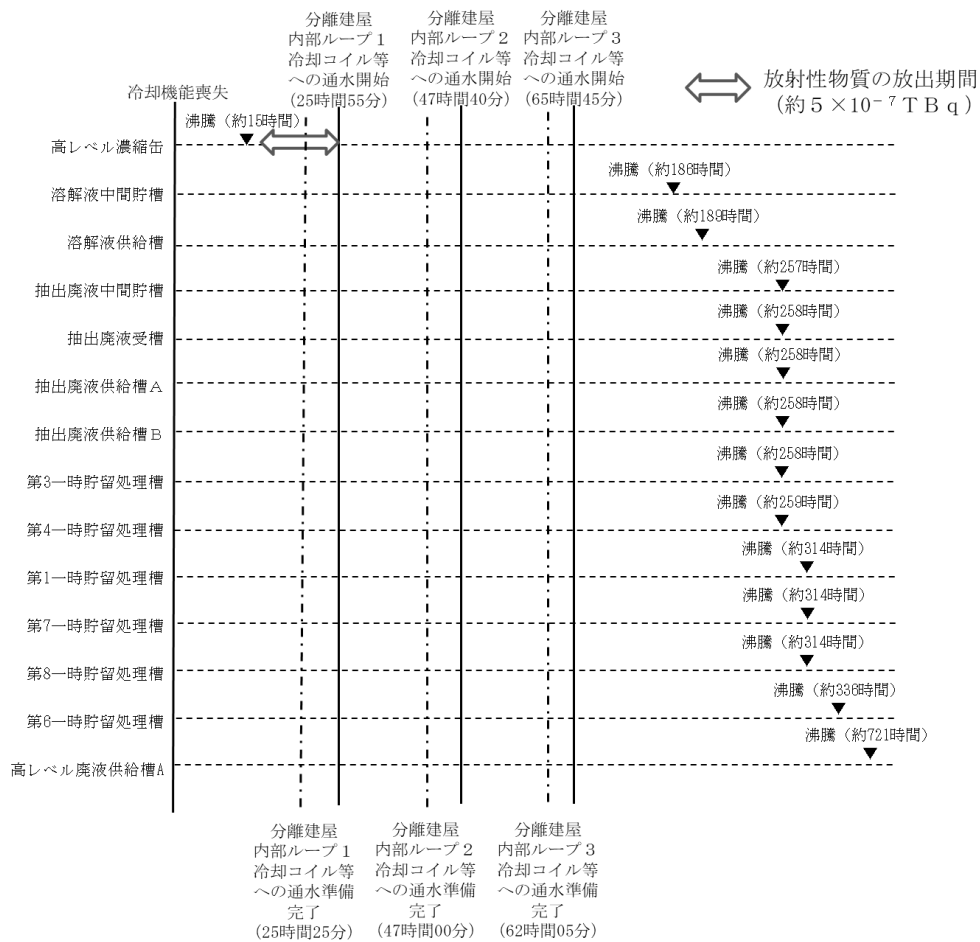 分離建屋
内部ループ１
冷却コイル等
への通水開始
(25時間55分)
分離建屋
内部ループ２
冷却コイル等
への通水開始
(47時間40分)
分離建屋
内部ループ３
冷却コイル等
への通水開始
(65時間45分)
放射性物質の放出期間
（約５×10⁻⁷ＴＢｑ）
冷却機能喪失
沸騰（約15時間）
高レベル濃縮缶
沸騰（約186時間）
溶解液中間貯槽
沸騰（約189時間）
溶解液供給槽
沸騰（約257時間）
抽出廃液中間貯槽
沸騰（約258時間）
抽出廃液受槽
沸騰（約258時間）
抽出廃液供給槽Ａ
沸騰（約258時間）
抽出廃液供給槽Ｂ
沸騰（約258時間）
第3一時貯留処理槽
沸騰（約259時間）
第4一時貯留処理槽
沸騰（約314時間）
第1一時貯留処理槽
沸騰（約314時間）
第7一時貯留処理槽
沸騰（約314時間）
第8一時貯留処理槽
沸騰（約336時間）
第6一時貯留処理槽
沸騰（約721時間）
高レベル廃液供給槽A
分離建屋
内部ループ１
冷却コイル等
への通水準備
完了
(25時間25分)
分離建屋
内部ループ２
冷却コイル等
への通水準備
完了
(47時間00分)
分離建屋
内部ループ３
冷却コイル等
への通水準備
完了
(62時間05分)